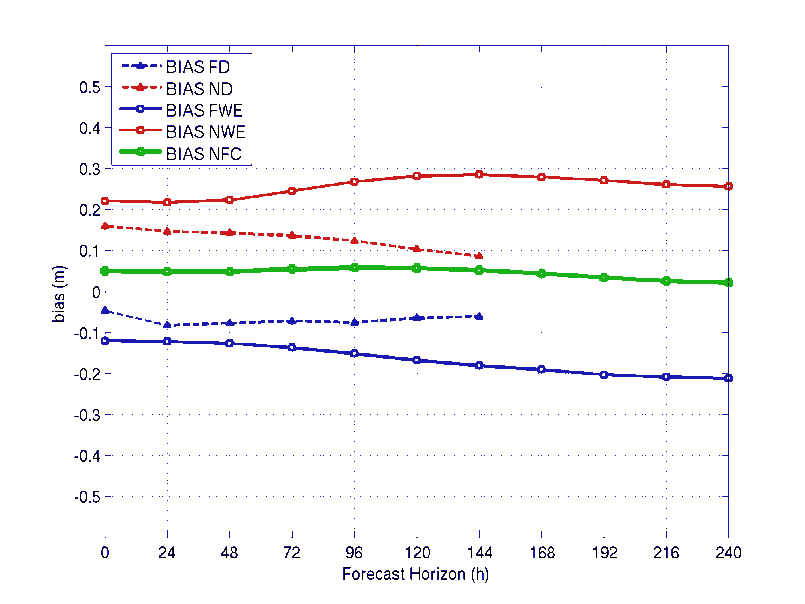 BIAS FD
BIAS ND
BIAS FWE
BIAS NWE
BIAS NFC
0.5
0.4
0.3
0.2
0.1
0
-0.1
-0.2
-0.3
-0.4
-0.5
bias (m)
0 24 48 72 96 120 144 168 192 216 240
Forecast Horizon (h)